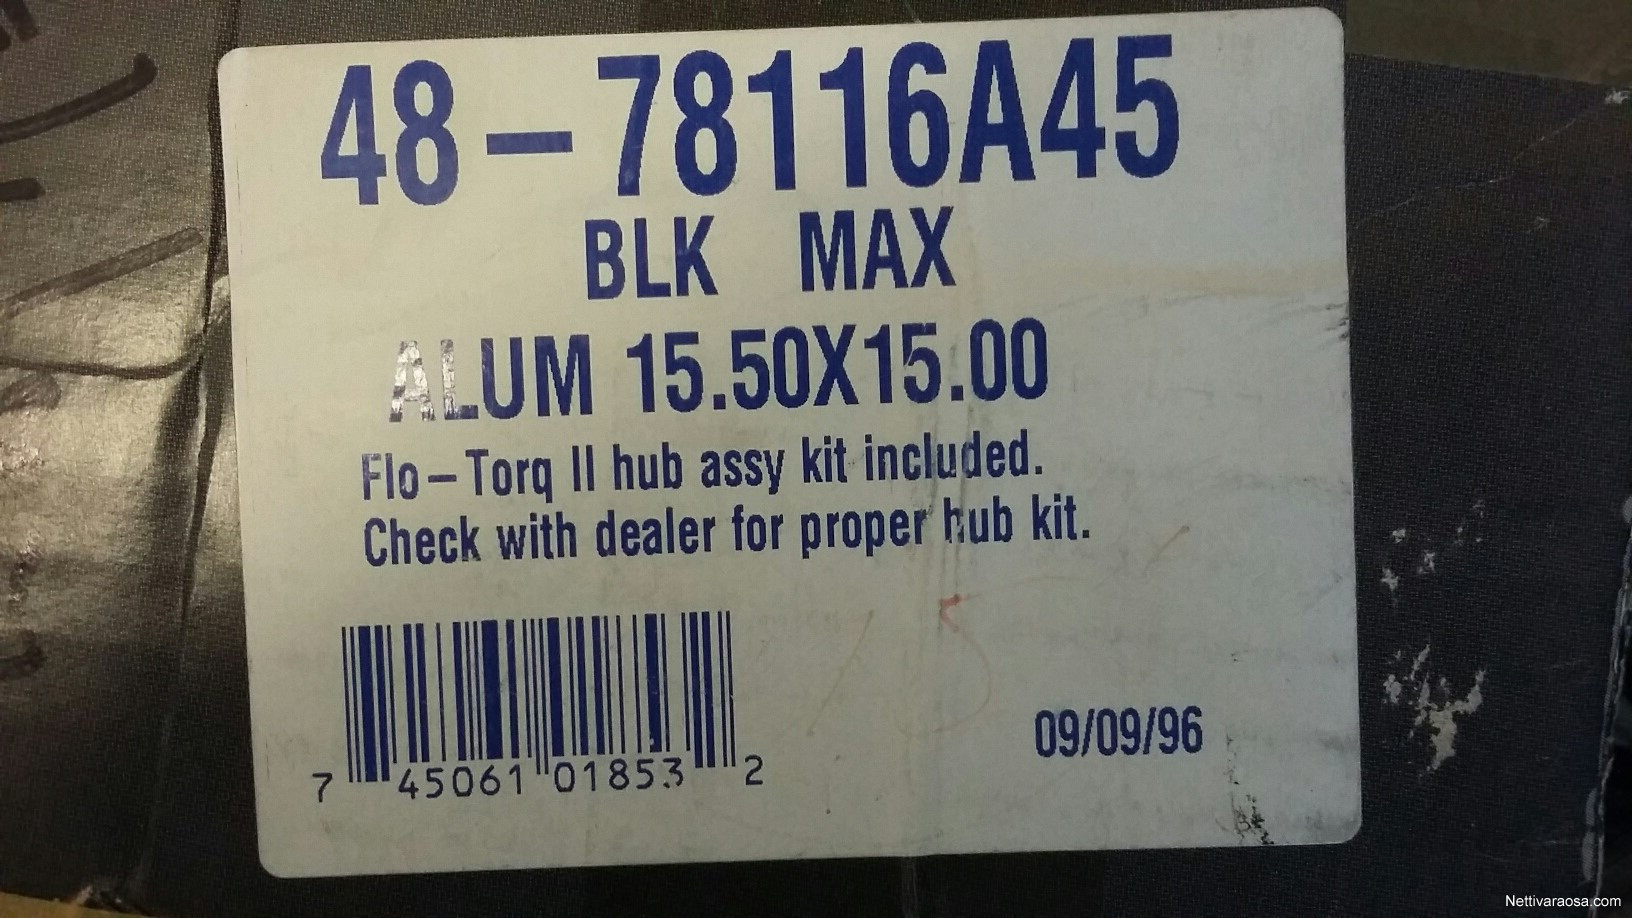 48-78116A45
BLK MAX
ALUM 15.50X15.00
Flo-Torq II hub assy kit included.
Check with dealer for proper hub kit.
7 45061 01853 2
09/09/96
Nettivaraosa.com